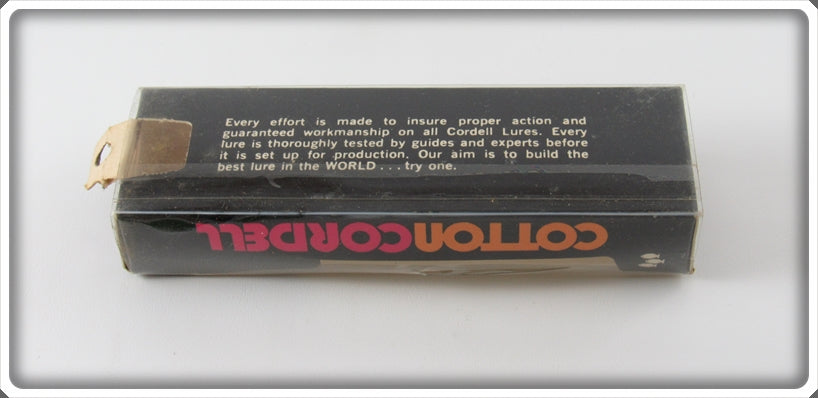 Every effort is made to insure proper action and
guaranteed workmanship on all Cordell Lures. Every
lure is thoroughly tested by guides and experts before
it is set up for production. Our aim is to build the
best lure in the WORLD . . . try one.
COTTON CORDELL